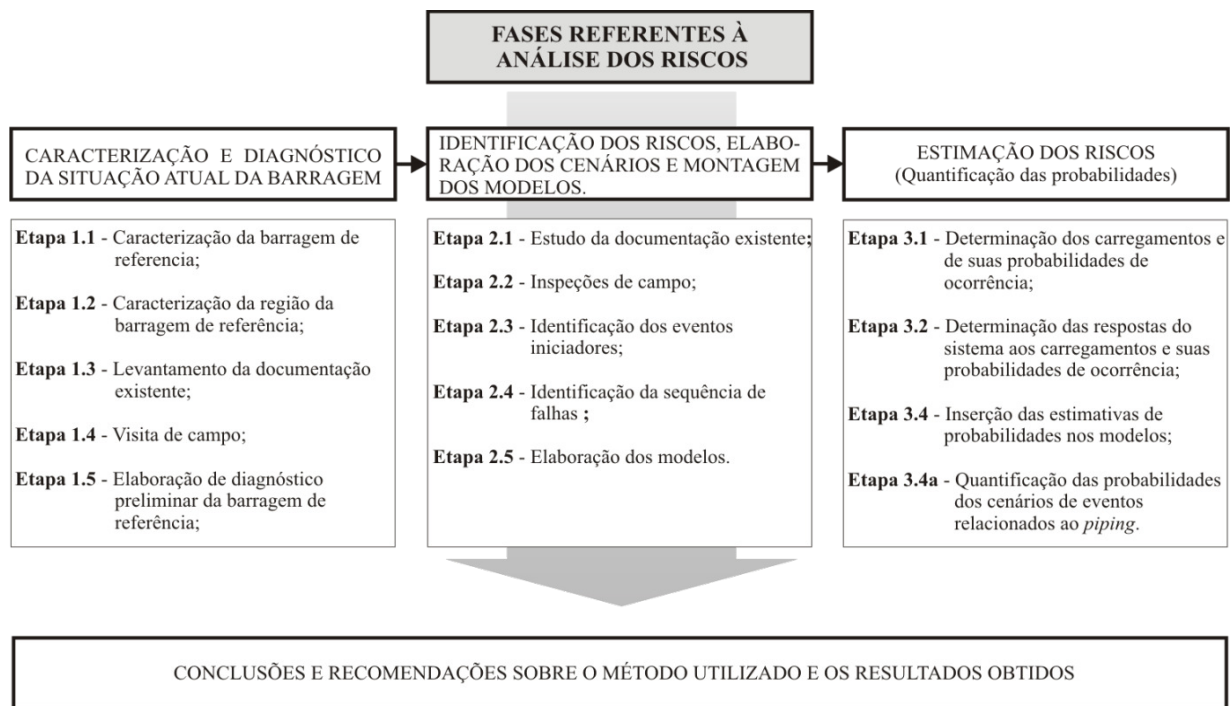 FASES REFERENTES À
ANÁLISE DOS RISCOS
CARACTERIZAÇÃO E DIAGNÓSTICO
DA SITUAÇÃO ATUAL DA BARRAGEM
IDENTIFICAÇÃO DOS RISCOS, ELABO-
RAÇÃO DOS CENÁRIOS E MONTAGEM
DOS MODELOS.
ESTIMAÇÃO DOS RISCOS
(Quantificação das probabilidades)
Etapa 1.1 - Caracterização da barragem de
referencia;
Etapa 1.2 - Caracterização da região da
barragem de referência;
Etapa 1.3 - Levantamento da documentação
existente;
Etapa 1.4 - Visita de campo;
Etapa 1.5 - Elaboração de diagnóstico
preliminar da barragem de
referência;
Etapa 2.1 - Estudo da documentação existente;
Etapa 2.2 - Inspeções de campo;
Etapa 2.3 - Identificação dos eventos
iniciadores;
Etapa 2.4 - Identificação da sequência de
falhas ;
Etapa 2.5 - Elaboração dos modelos.
Etapa 3.1 - Determinação dos carregamentos e
de suas probabilidades de
ocorrência;
Etapa 3.2 - Determinação das respostas do
sistema aos carregamentos e suas
probabilidades de ocorrência;
Etapa 3.4 - Inserção das estimativas de
probabilidades nos modelos;
Etapa 3.4a - Quantificação das probabilidades
dos cenários de eventos
relacionados ao piping.
CONCLUSÕES E RECOMENDAÇÕES SOBRE O MÉTODO UTILIZADO E OS RESULTADOS OBTIDOS